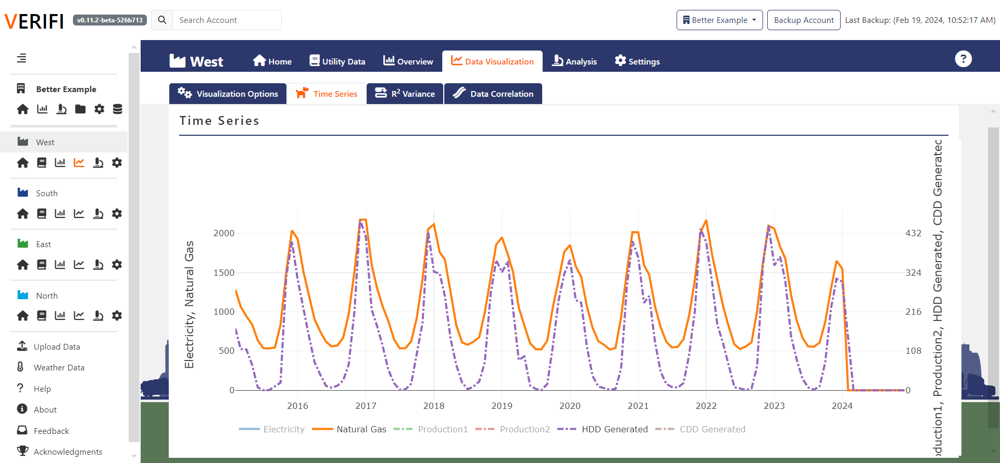 VERIFI v0.11.2-beta-526b713 Search Account Better Example Backup Account Last Backup: (Feb 19, 2024, 10:52:17 AM)
West Home Utility Data Overview Data Visualization Analysis Settings ?
Visualization Options Time Series R² Variance Data Correlation
Better Example
West
South
East
North
Upload Data
Weather Data
? Help
About
Feedback
Acknowledgments
Time Series
Electricity, Natural Gas
2000
1500
1000
500
0
432
324
216
108
0
oduction1, Production2, HDD Generated, CDD Generated
2016 2017 2018 2019 2020 2021 2022 2023 2024
Electricity Natural Gas Production1 Production2 HDD Generated CDD Generated